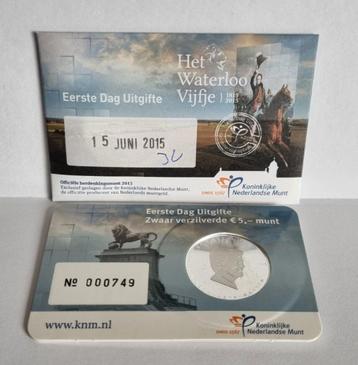 Het
Waterloo
Vijfje
1815
2015
Eerste Dag Uitgifte
15 JUNI 2015
Officiële herdenkingsmunt 2015
Exclusief geslagen door de Koninklijke Nederlandse Munt,
de officiële producent van Nederlands muntgeld.
Koninklijke
Nederlandse Munt
Eerste Dag Uitgifte
Zwaar verzilverde € 5,– munt
Nº 000749
www.knm.nl
Koninklijke
Nederlandse Munt